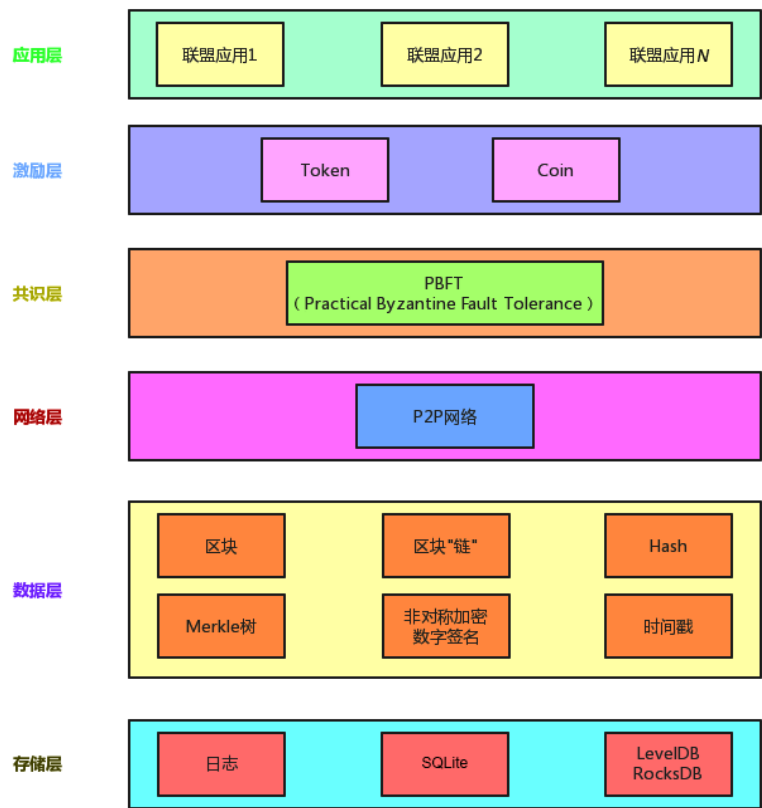 应用层
联盟应用1
联盟应用2
联盟应用N
激励层
Token
Coin
共识层
PBFT
（Practical Byzantine Fault Tolerance）
网络层
P2P网络
数据层
区块
区块"链"
Hash
Merkle树
非对称加密
数字签名
时间戳
存储层
日志
SQLite
LevelDB
RocksDB